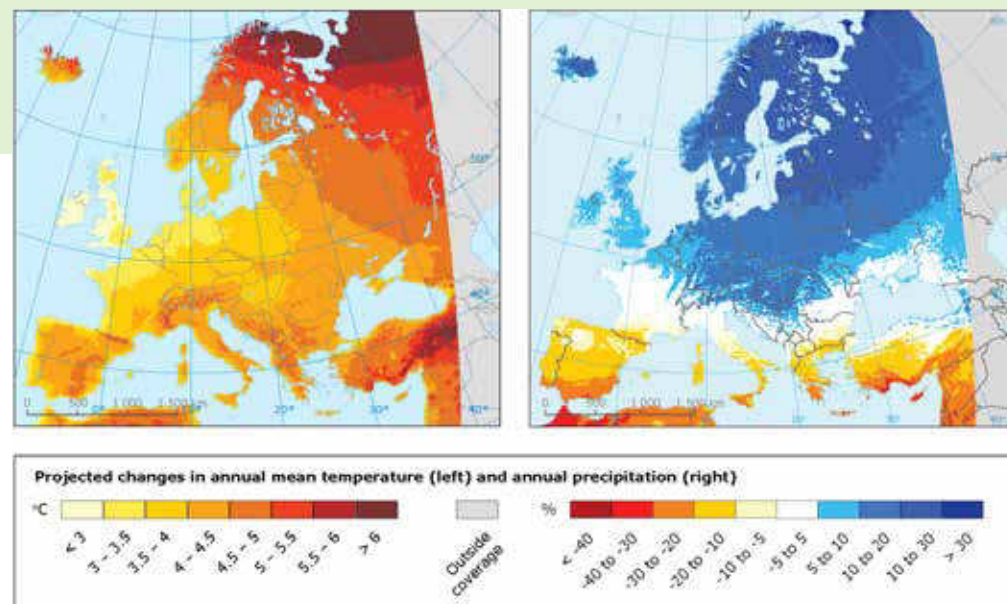 0 500 1 000 1 500 km
0° 10° 20° 30° 40°
50°
40°
0 500 1 000 1 500 km
Projected changes in annual mean temperature (left) and annual precipitation (right)
°C
< 3
3 – 3.5
3.5 – 4
4 – 4.5
4.5 – 5
5 – 5.5
5.5 – 6
> 6
Outside
coverage
%
< -40
-40 to -30
-30 to -20
-20 to -10
-10 to -5
-5 to 5
5 to 10
10 to 20
10 to 30
> 30